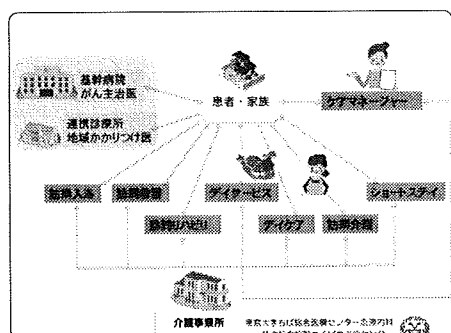 基幹病院
がん主治医
患者・家族
ケアマネージャー
連携診療所
地域かかりつけ医
訪問入浴
訪問看護
デイサービス
ショートステイ
訪問リハビリ
デイケア
訪問介護
介護事業所